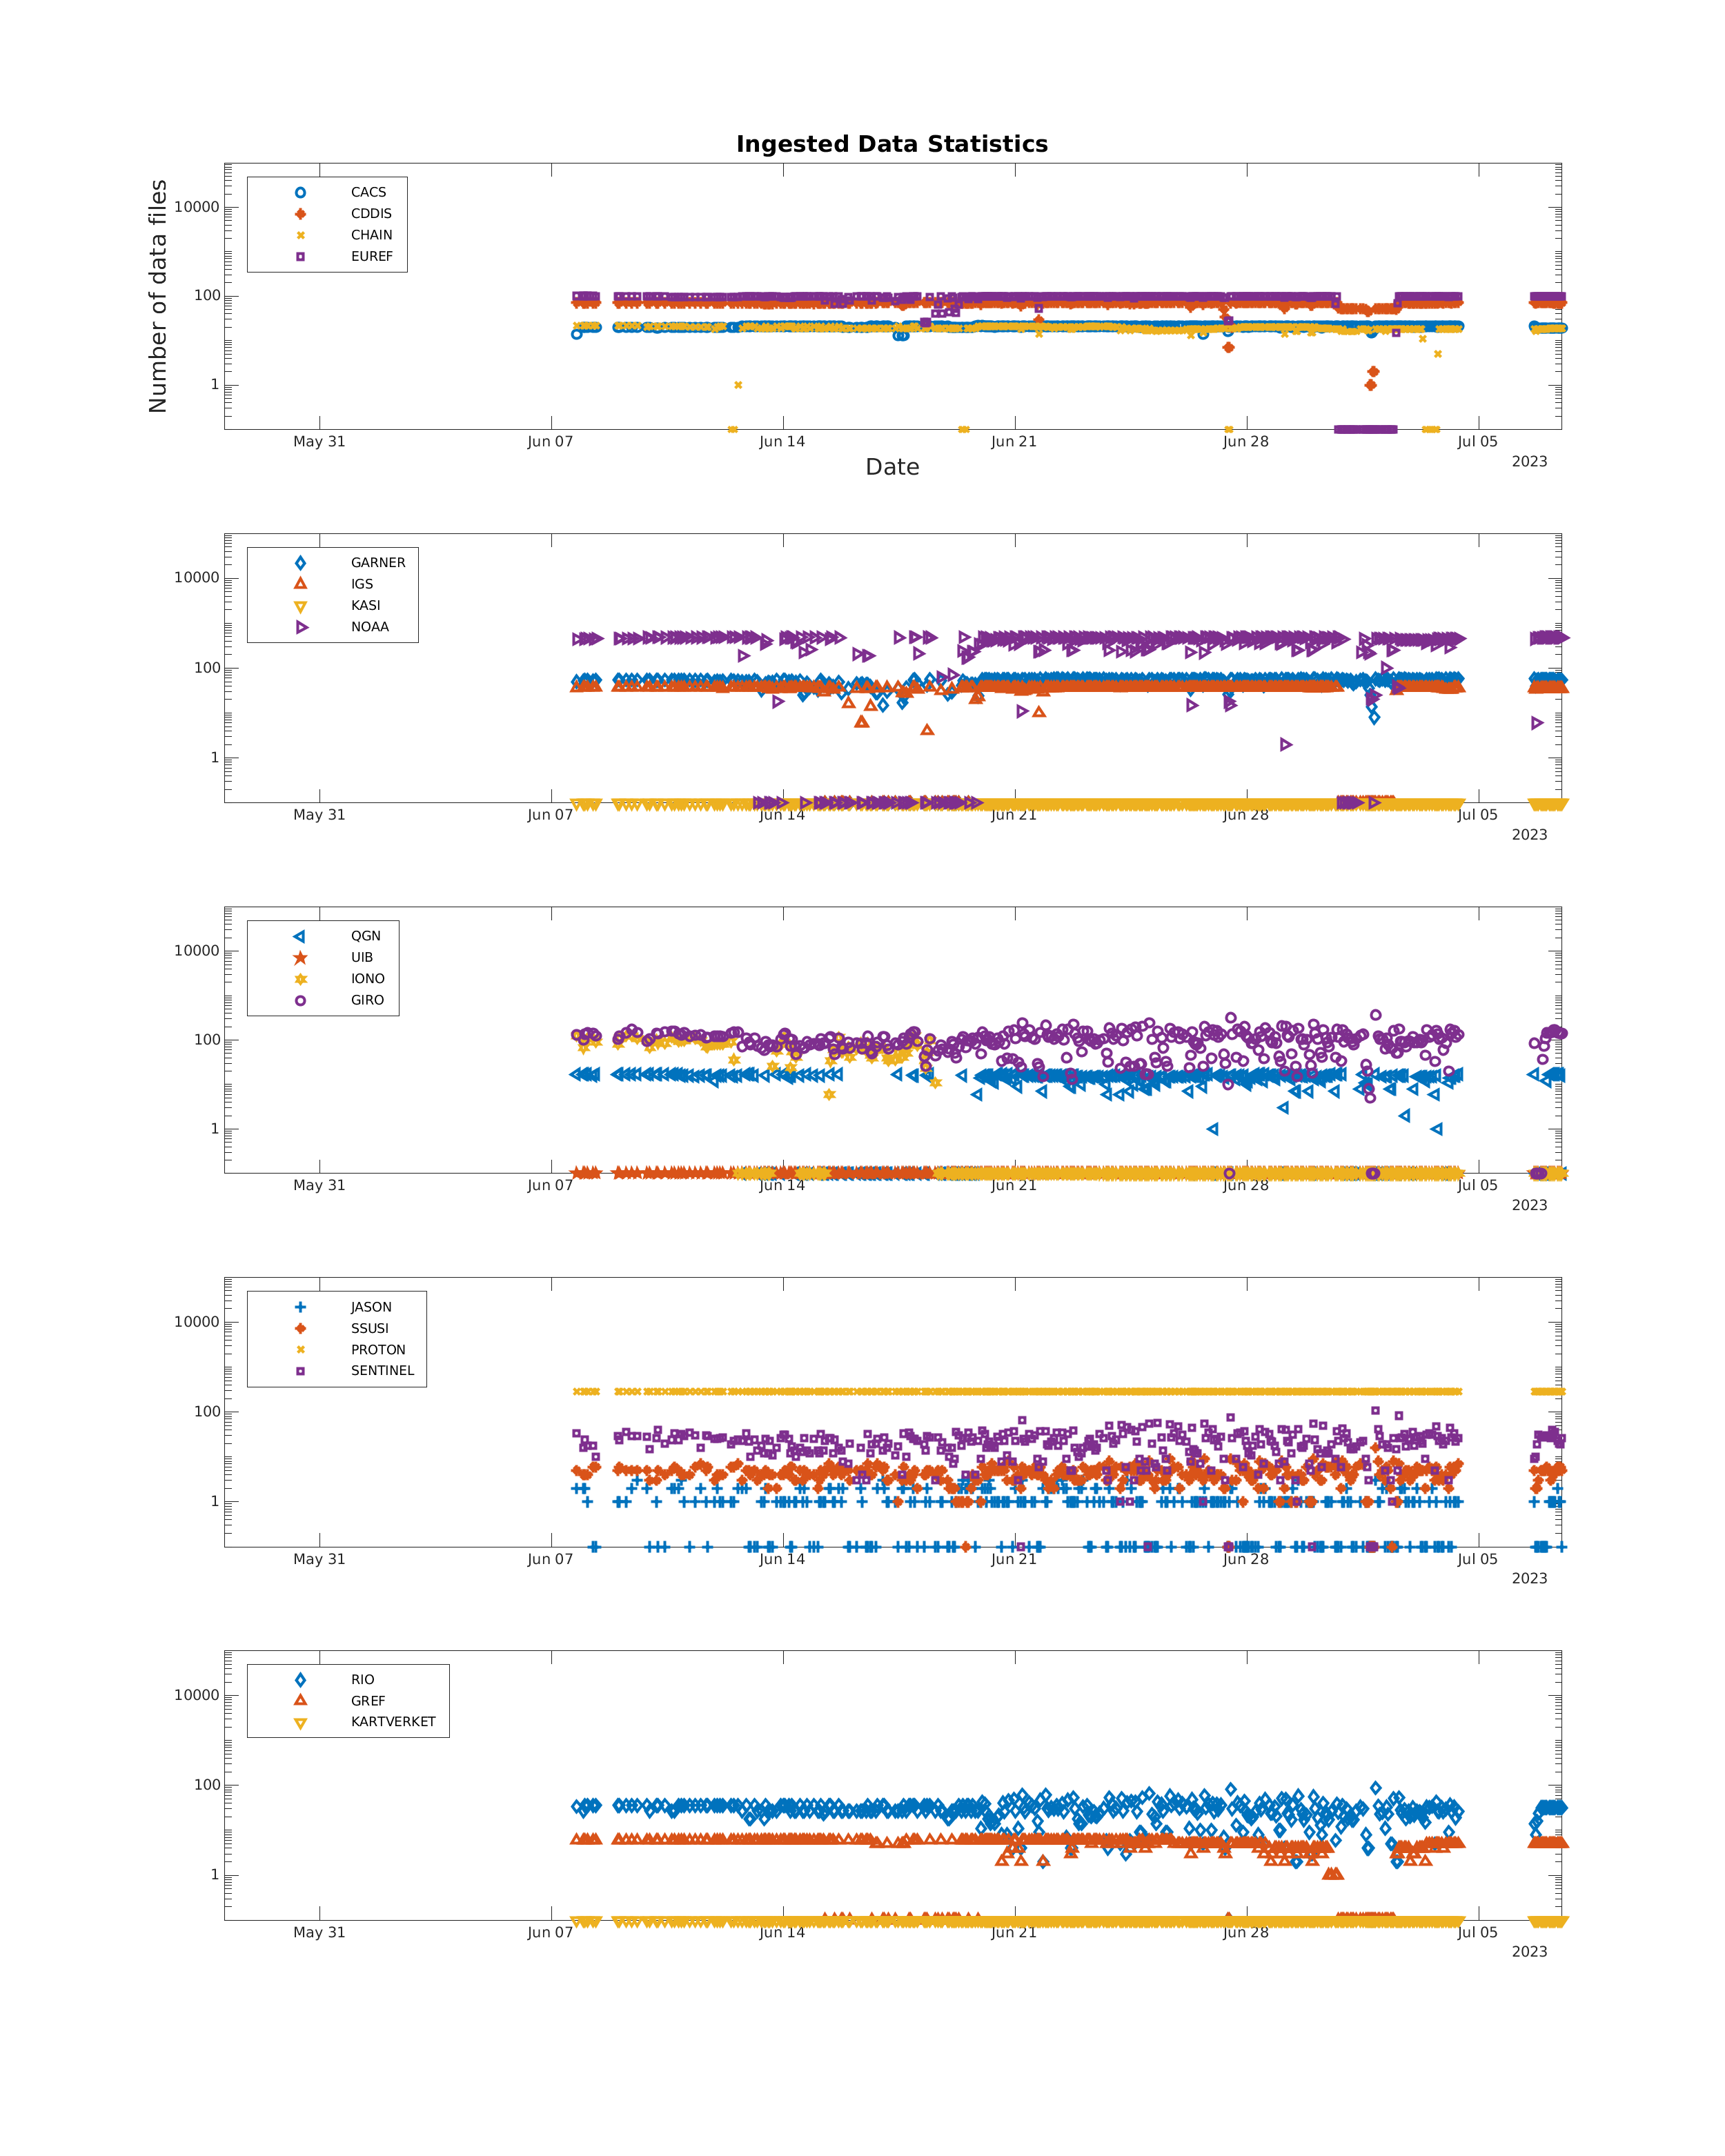 Ingested Data Statistics
Number of data files
10000
100
1
CACS
CDDIS
CHAIN
EUREF
May 31
Jun 07
Jun 14
Jun 21
Jun 28
Jul 05
2023
Date
10000
100
1
GARNER
IGS
KASI
NOAA
May 31
Jun 07
Jun 14
Jun 21
Jun 28
Jul 05
2023
10000
100
1
QGN
UIB
IONO
GIRO
May 31
Jun 07
Jun 14
Jun 21
Jun 28
Jul 05
2023
10000
100
1
JASON
SSUSI
PROTON
SENTINEL
May 31
Jun 07
Jun 14
Jun 21
Jun 28
Jul 05
2023
10000
100
1
RIO
GREF
KARTVERKET
May 31
Jun 07
Jun 14
Jun 21
Jun 28
Jul 05
2023